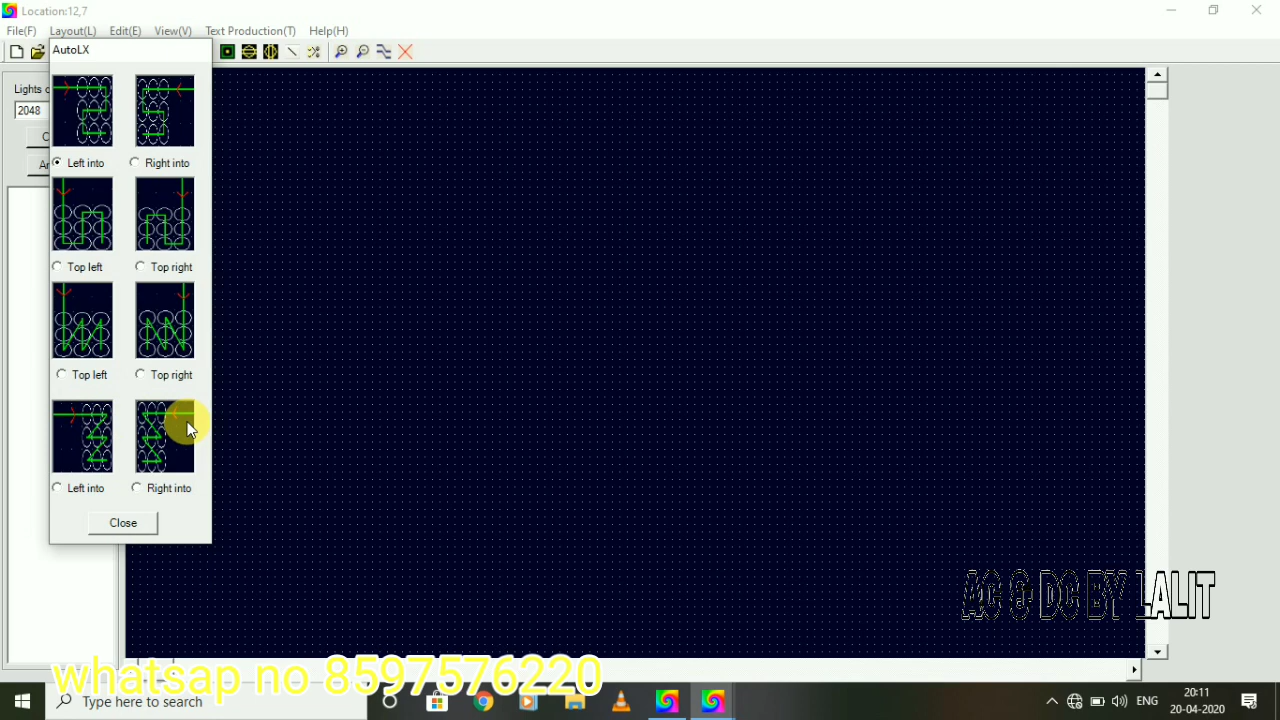 Location:12,7
File(F) Layout(L) Edit(E) View(V) Text Production(T) Help(H)
AutoLX
Lights
2048
Left into Right into
Top left Top right
Top left Top right
Left into Right into
Close
AC & DC BY LALIT
whatsap no 8597576220
Type here to search
ENG
20:11
20-04-2020